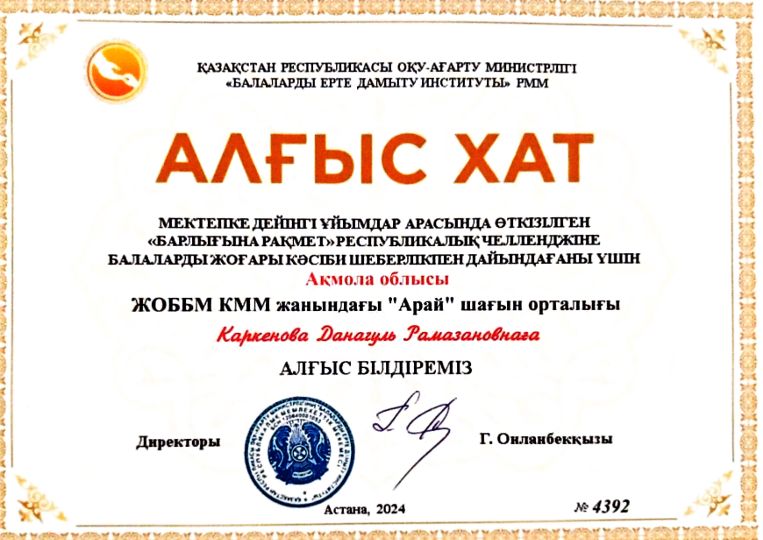 ҚАЗАҚСТАН РЕСПУБЛИКАСЫ ОҚУ-АҒАРТУ МИНИСТРЛІГІ
«БАЛАЛАРДЫ ЕРТЕ ДАМЫТУ ИНСТИТУТЫ» РММ
АЛҒЫС ХАТ
МЕКТЕПКЕ ДЕЙІНГІ ҰЙЫМДАР АРАСЫНДА ӨТКІЗІЛГЕН
«БАРЛЫҒЫНА РАҚМЕТ» РЕСПУБЛИКАЛЫҚ ЧЕЛЛЕНДЖІНЕ
БАЛАЛАРДЫ ЖОҒАРЫ КӘСІБИ ШЕБЕРЛІКПЕН ДАЙЫНДАҒАНЫ ҮШІН
Ақмола облысы
ЖОББМ КММ жанындағы "Арай" шағын орталығы
Каркенова Данагуль Рамазановнаға
АЛҒЫС БІЛДІРЕМІЗ
Директоры
Г. Онланбекқызы
Астана, 2024
№ 4392